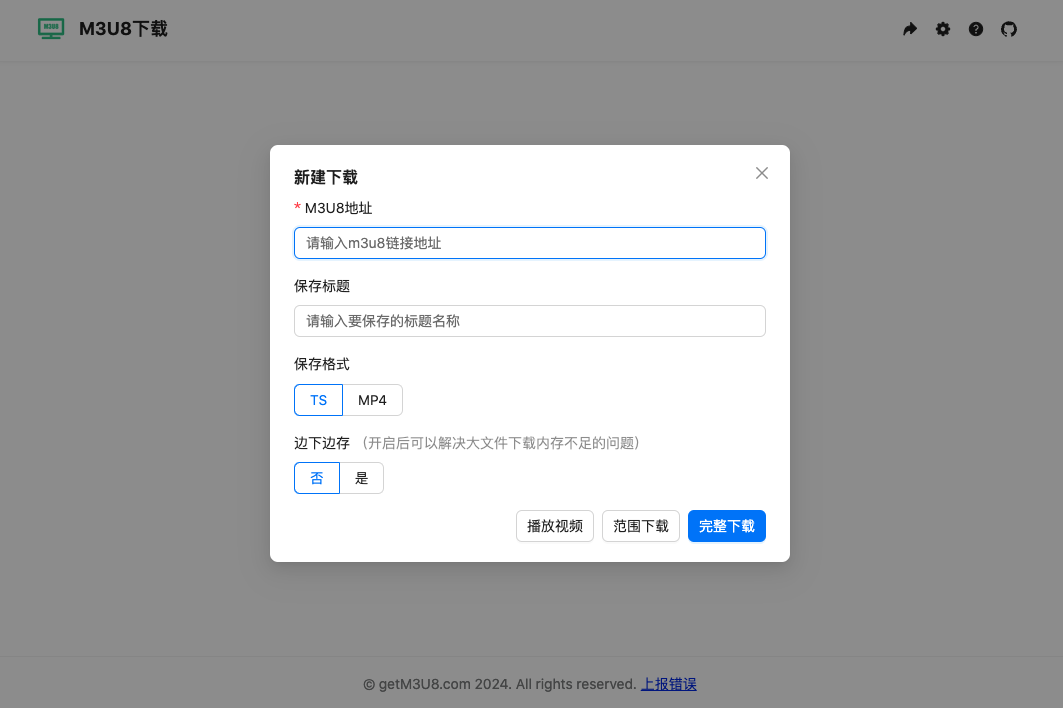 M3U8
M3U8下载
新建下载
* M3U8地址
请输入m3u8链接地址
保存标题
请输入要保存的标题名称
保存格式
TS MP4
边下边存 （开启后可以解决大文件下载内存不足的问题）
否 是
播放视频 范围下载 完整下载
© getM3U8.com 2024. All rights reserved. 上报错误